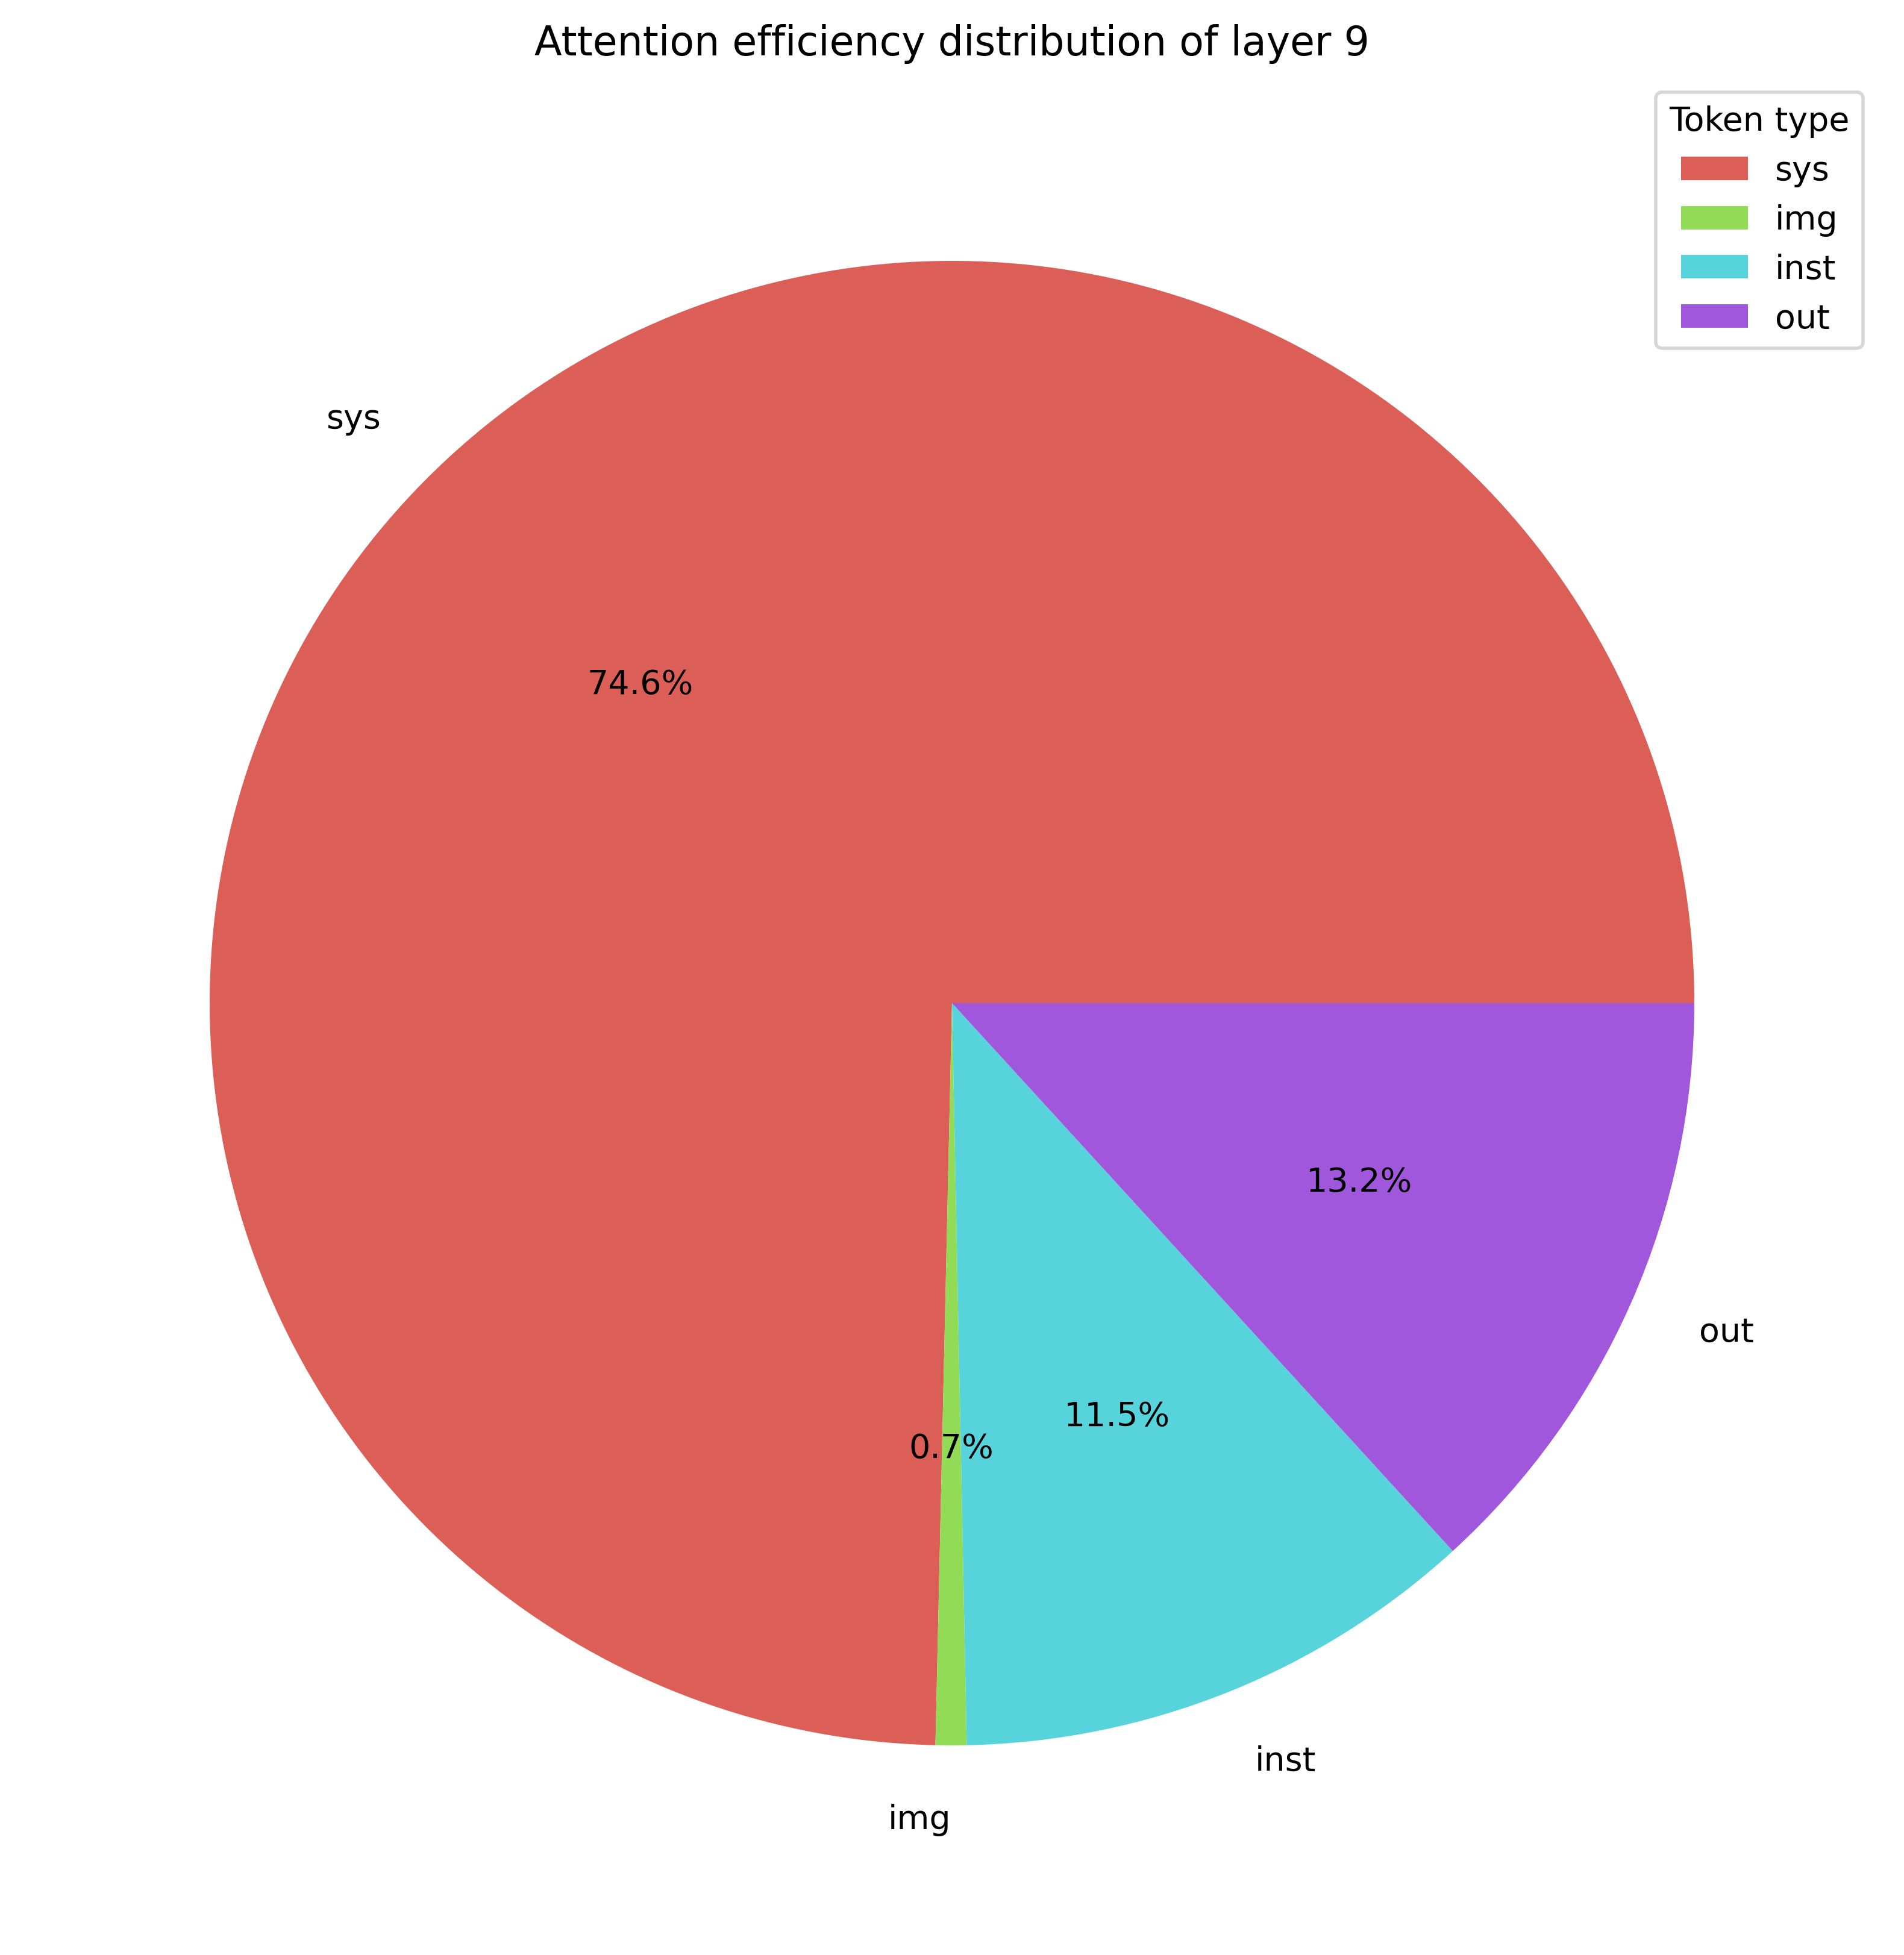 Attention efficiency distribution of layer 9
Token type
sys
img
inst
out
sys
74.6%
13.2%
out
11.5%
0.7%
inst
img